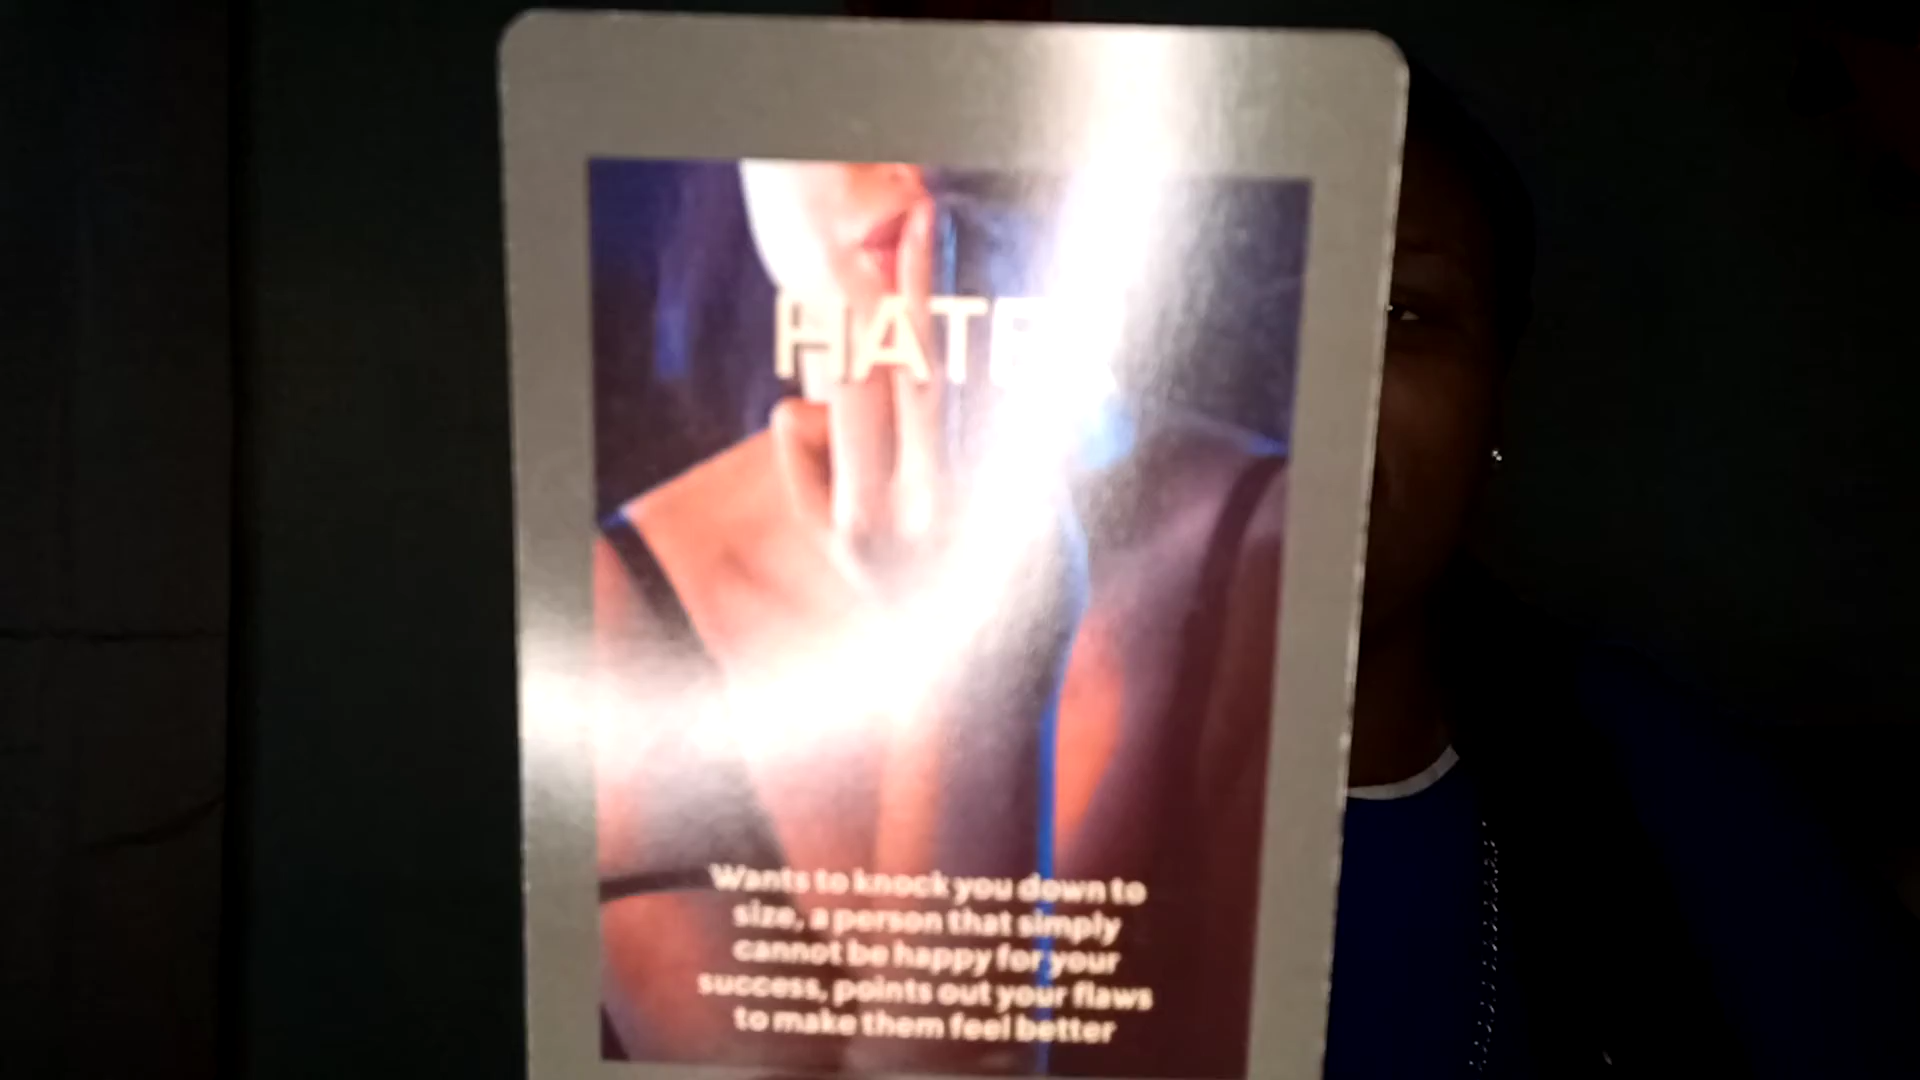 HATE
Wants to knock you down to
size, a person that simply
cannot be happy for your
success, points out your flaws
to make them feel better